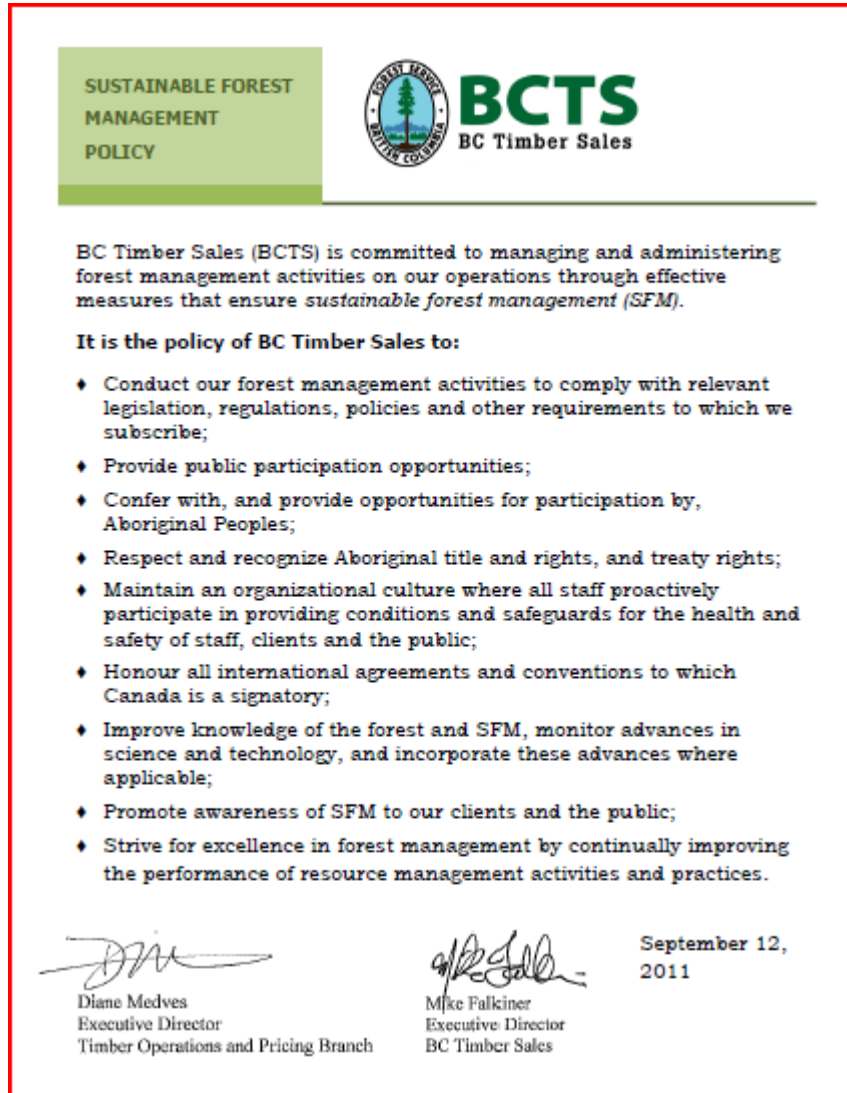 SUSTAINABLE FOREST
MANAGEMENT
POLICY
FOREST SERVICE
BRITISH COLUMBIA
BCTS
BC Timber Sales
BC Timber Sales (BCTS) is committed to managing and administering
forest management activities on our operations through effective
measures that ensure sustainable forest management (SFM).
It is the policy of BC Timber Sales to:
♦ Conduct our forest management activities to comply with relevant
legislation, regulations, policies and other requirements to which we
subscribe;
♦ Provide public participation opportunities;
♦ Confer with, and provide opportunities for participation by,
Aboriginal Peoples;
♦ Respect and recognize Aboriginal title and rights, and treaty rights;
♦ Maintain an organizational culture where all staff proactively
participate in providing conditions and safeguards for the health and
safety of staff, clients and the public;
♦ Honour all international agreements and conventions to which
Canada is a signatory;
♦ Improve knowledge of the forest and SFM, monitor advances in
science and technology, and incorporate these advances where
applicable;
♦ Promote awareness of SFM to our clients and the public;
♦ Strive for excellence in forest management by continually improving
the performance of resource management activities and practices.
Diane Medves
Executive Director
Timber Operations and Pricing Branch
Mike Falkiner
Executive Director
BC Timber Sales
September 12,
2011